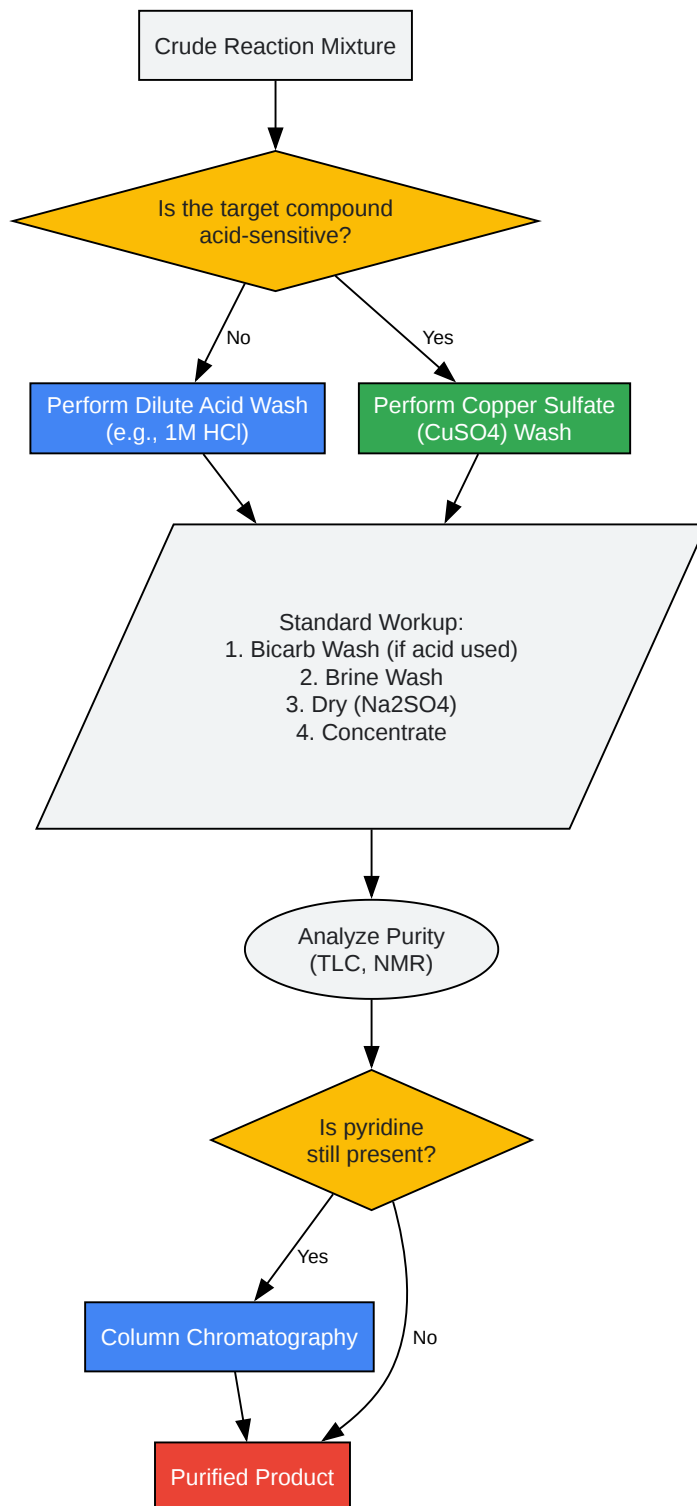 Crude Reaction Mixture
Is the target compound
acid-sensitive?
No
Yes
Perform Dilute Acid Wash
(e.g., 1M HCl)
Perform Copper Sulfate
(CuSO4) Wash
Standard Workup:
1. Bicarb Wash (if acid used)
2. Brine Wash
3. Dry (Na2SO4)
4. Concentrate
Analyze Purity
(TLC, NMR)
Is pyridine
still present?
Yes
Column Chromatography
No
Purified Product